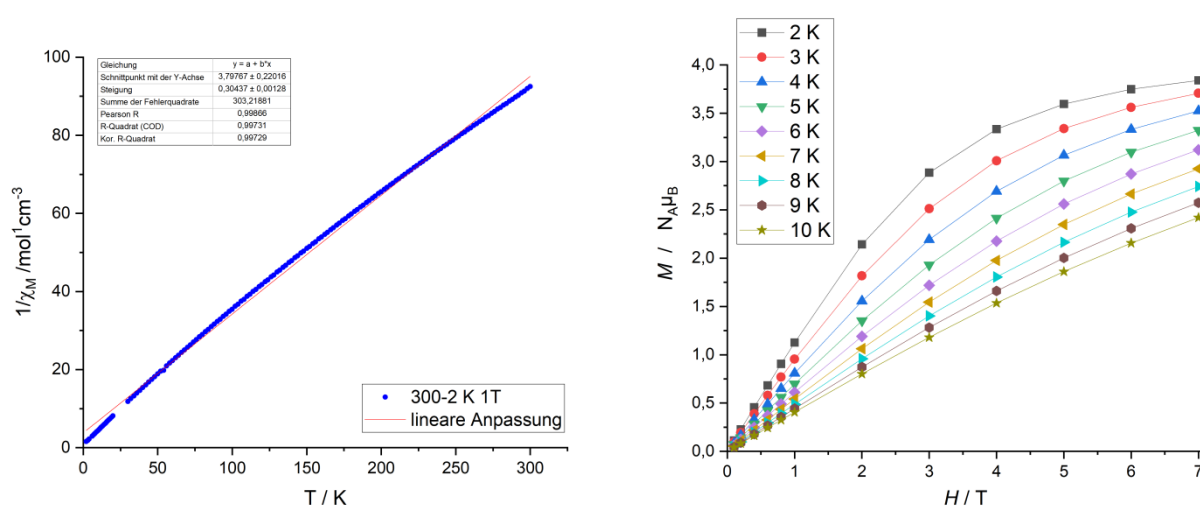 100
80
60
40
20
0
1/χM /mol1cm-3
Gleichung y = a + b*x
Schnittpunkt mit der Y-Achse 3,79767 ± 0,22016
Steigung 0,30437 ± 0,00128
Summe der Fehlerquadrate 303,21881
Pearson R 0,99866
R-Quadrat (COD) 0,99731
Kor. R-Quadrat 0,99729
300-2 K 1T
lineare Anpassung
0 50 100 150 200 250 300
T / K
2 K
3 K
4 K
5 K
6 K
7 K
8 K
9 K
10 K
4,0
3,5
3,0
2,5
2,0
1,5
1,0
0,5
0,0
M / NAμB
0 1 2 3 4 5 6 7
H / T